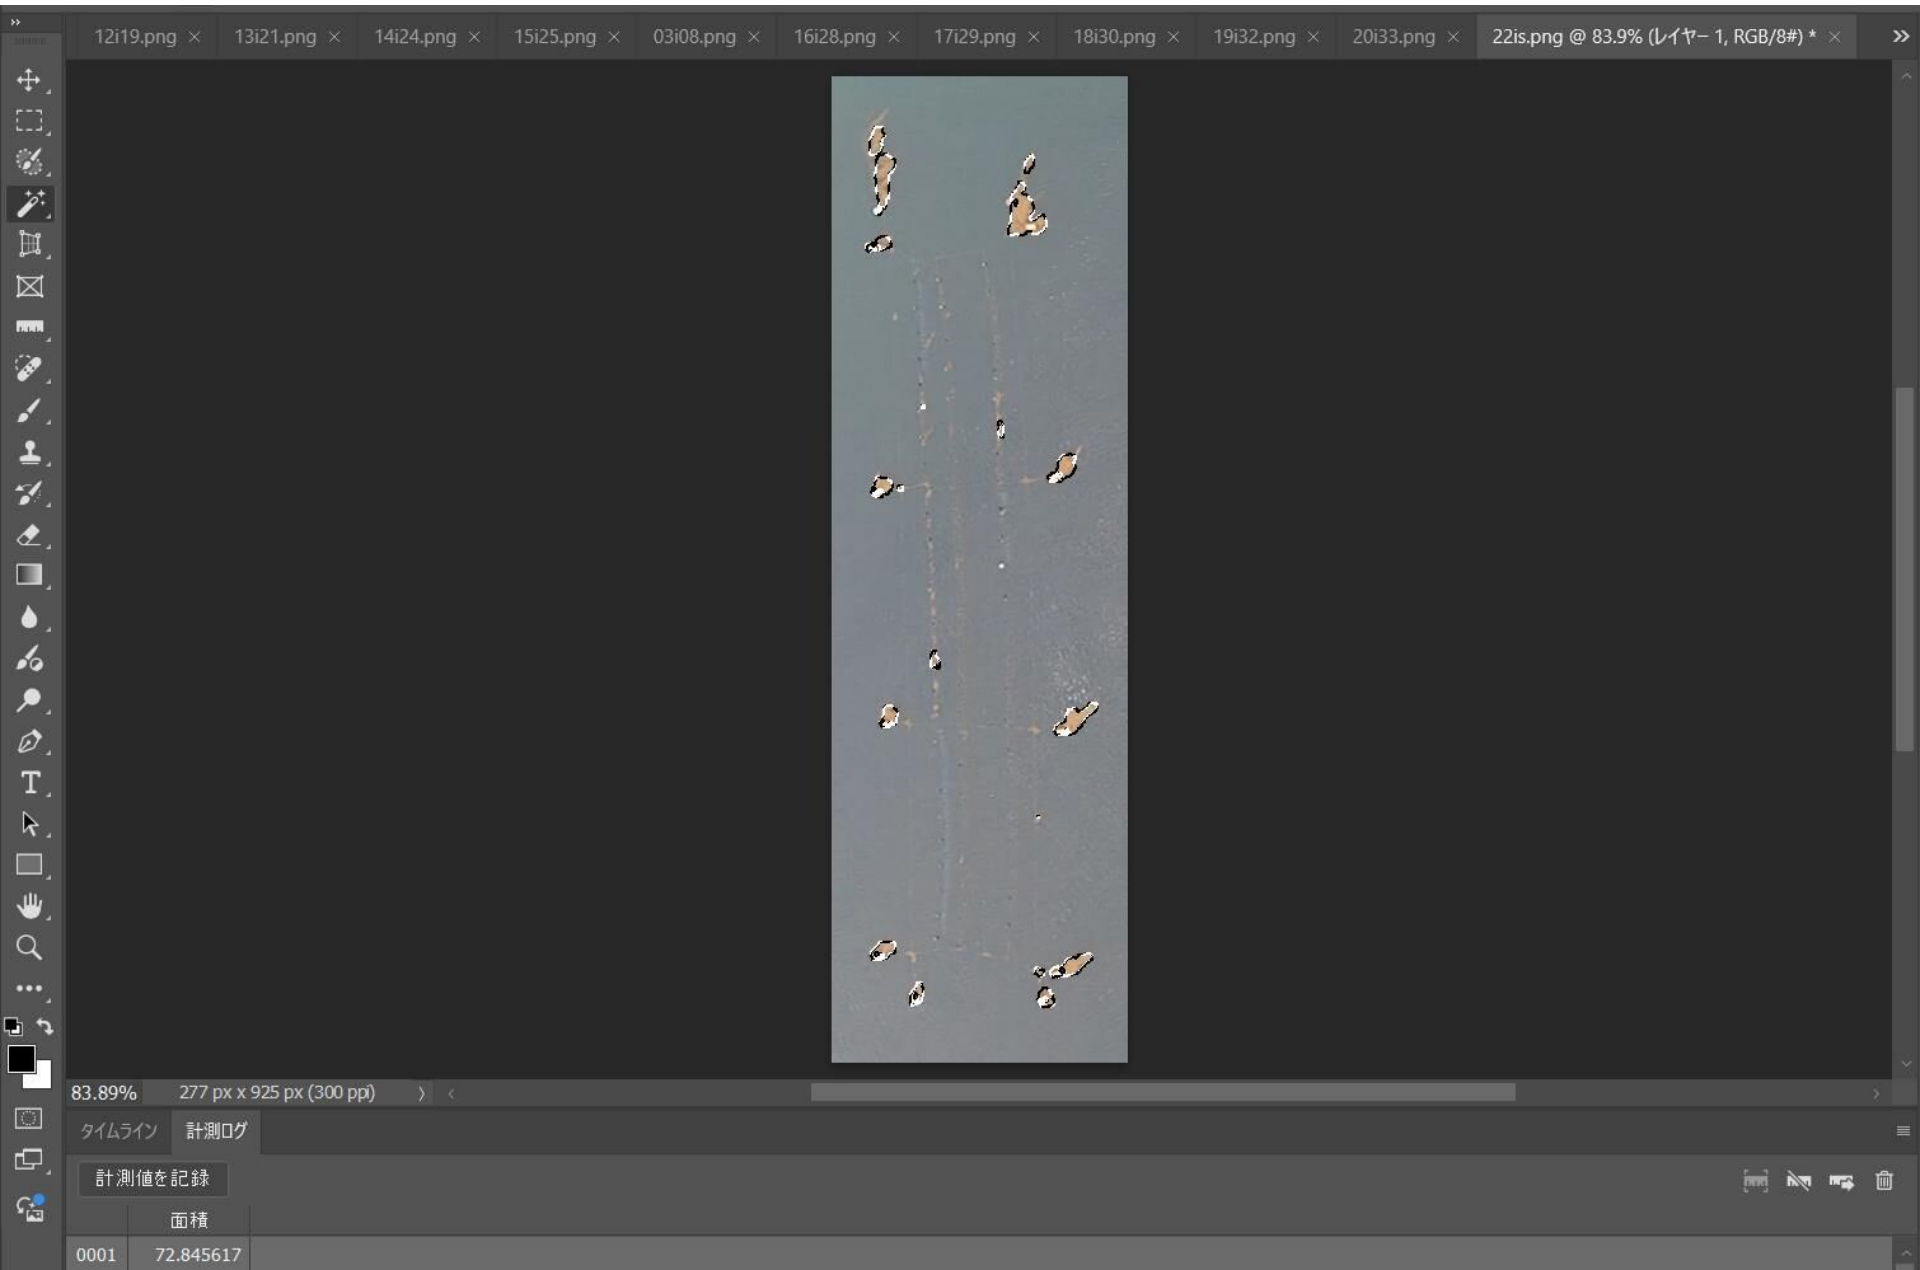 12i19.png × 13i21.png × 14i24.png × 15i25.png × 03i08.png × 16i28.png × 17i29.png × 18i30.png × 19i32.png × 20i33.png × 22is.png @ 83.9% (レイヤー 1, RGB/8#) * ×
83.89% 277 px x 925 px (300 ppi)
タイムライン 計測ログ
計測値を記録
面積
0001 72.845617